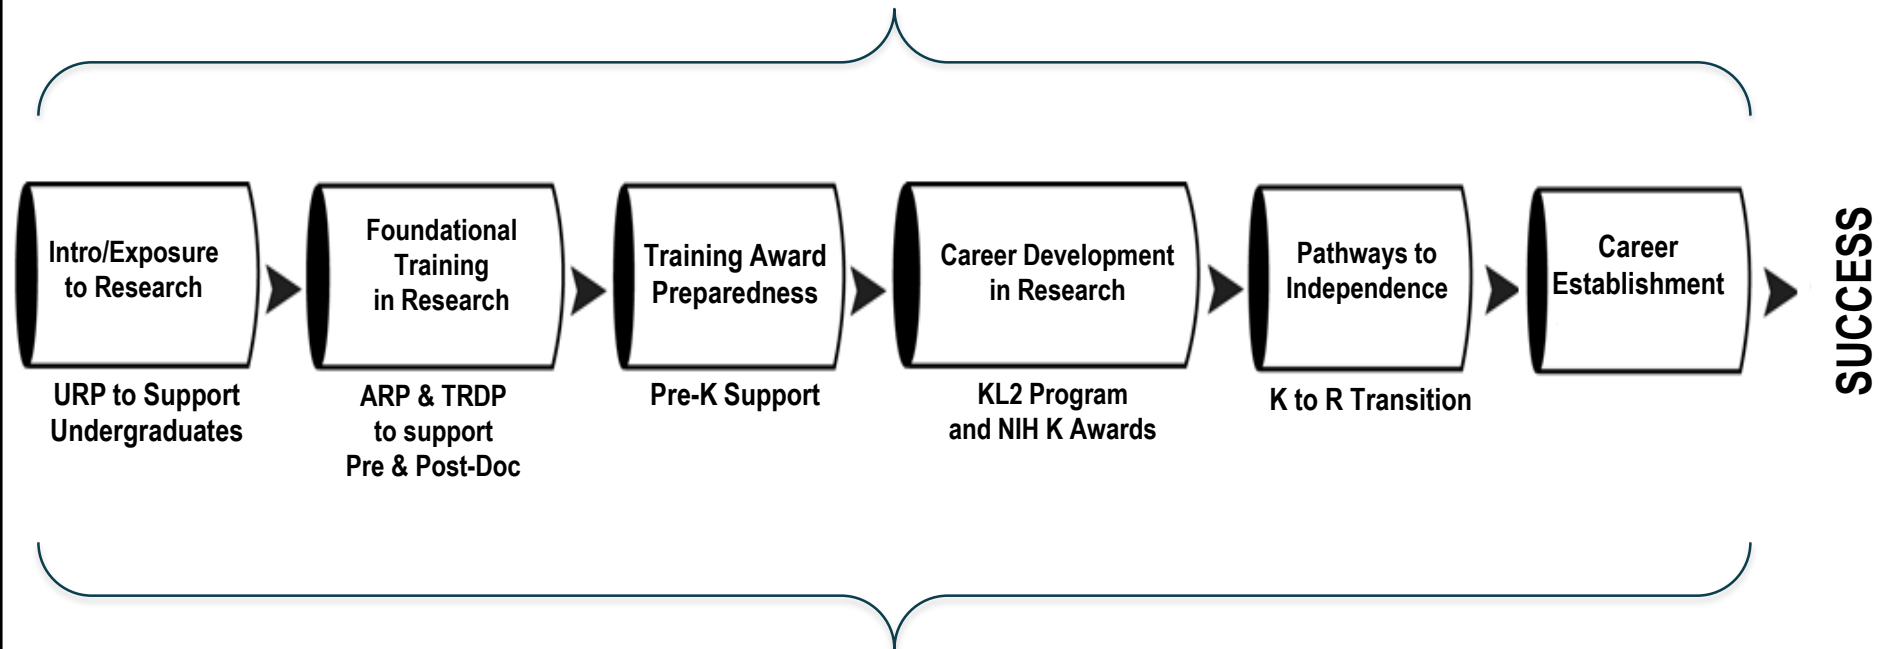 Intro/Exposure
to Research
URP to Support
Undergraduates
Foundational
Training
in Research
ARP & TRDP
to support
Pre & Post-Doc
Training Award
Preparedness
Pre-K Support
Career Development
in Research
KL2 Program
and NIH K Awards
Pathways to
Independence
K to R Transition
Career
Establishment
SUCCESS